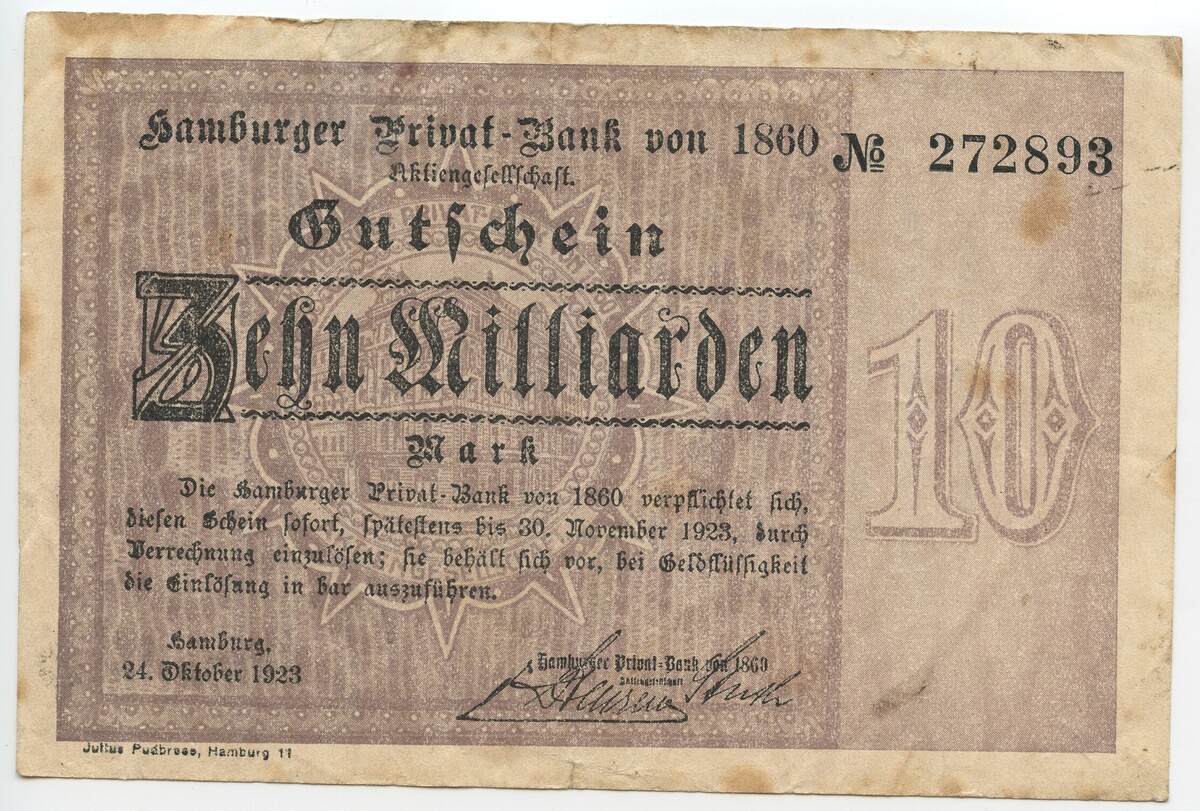 Hamburger Privat-Bank von 1860
Aktiengesellschaft.
№ 272893
Gutschein
Zehn Milliarden
Mark
10
Die Hamburger Privat-Bank von 1860 verpflichtet sich,
diesen Schein sofort, spätestens bis 30. November 1923, durch
Verrechnung einzulösen; sie behält sich vor, bei Geldflüssigkeit
die Einlösung in bar auszuführen.
Hamburg,
24. Oktober 1923
Hamburger Privat-Bank von 1860
Aktiengesellschaft
Julius Puäbrese, Hamburg 11